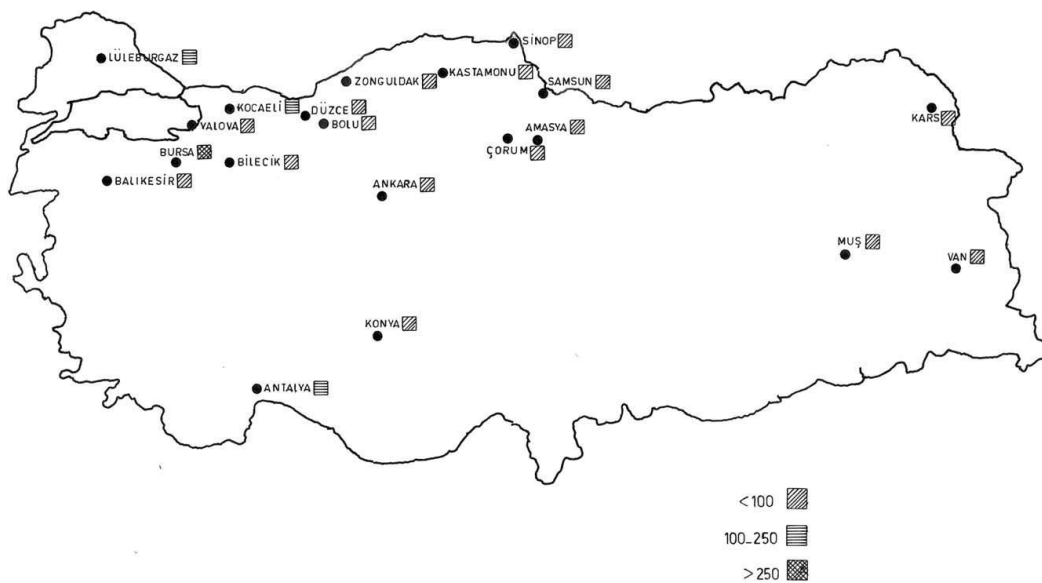 SİNOP
LÜLEBURGAZ
ZONGULDAK
KASTAMONU
SAMSUN
KOCAELİ
DÜZCE
BOLU
YALOVA
KARS
AMASYA
ÇORUM
BURSA
BİLECİK
BALIKESİR
ANKARA
MUŞ
VAN
KONYA
ANTALYA
<100
100_250
>250